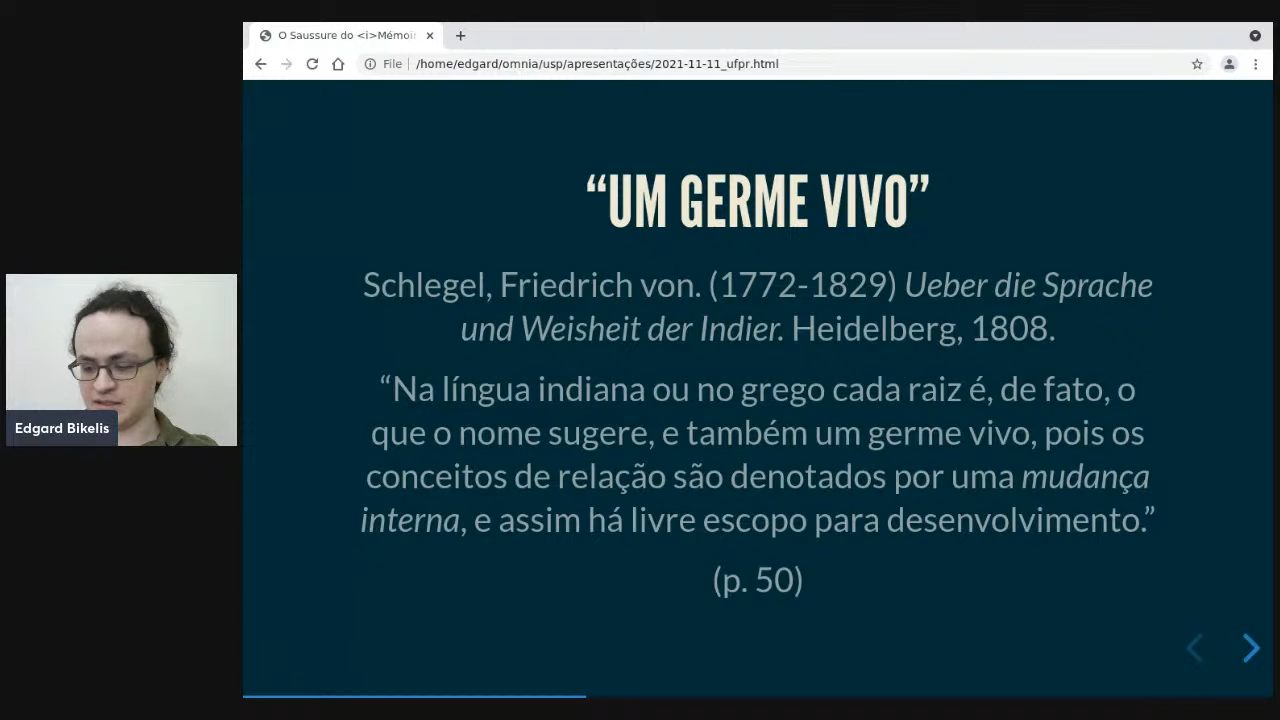 O Saussure do <i>Mémoir
File
/home/edgard/omnia/usp/apresentações/2021-11-11_ufpr.html
“UM GERME VIVO”
Schlegel, Friedrich von. (1772-1829) Ueber die Sprache
und Weisheit der Indier. Heidelberg, 1808.
“Na língua indiana ou no grego cada raiz é, de fato, o
que o nome sugere, e também um germe vivo, pois os
conceitos de relação são denotados por uma mudança
interna, e assim há livre escopo para desenvolvimento.”
(p. 50)
Edgard Bikelis